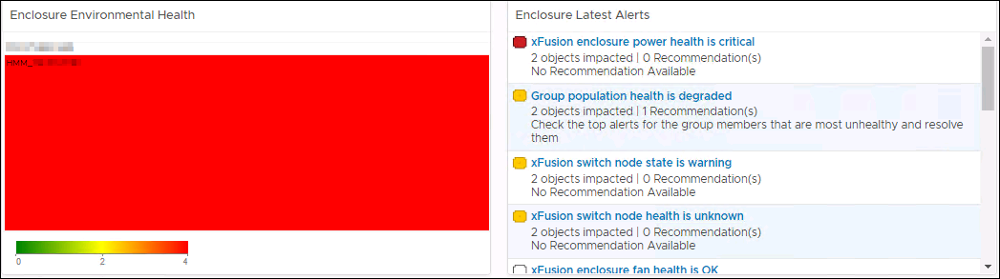 Enclosure Environmental Health
HMM_
0
2
4
Enclosure Latest Alerts
xFusion enclosure power health is critical
2 objects impacted | 0 Recommendation(s)
No Recommendation Available
Group population health is degraded
2 objects impacted | 1 Recommendation(s)
Check the top alerts for the group members that are most unhealthy and resolve
them
xFusion switch node state is warning
2 objects impacted | 0 Recommendation(s)
No Recommendation Available
xFusion switch node health is unknown
2 objects impacted | 0 Recommendation(s)
No Recommendation Available
xFusion enclosure fan health is OK